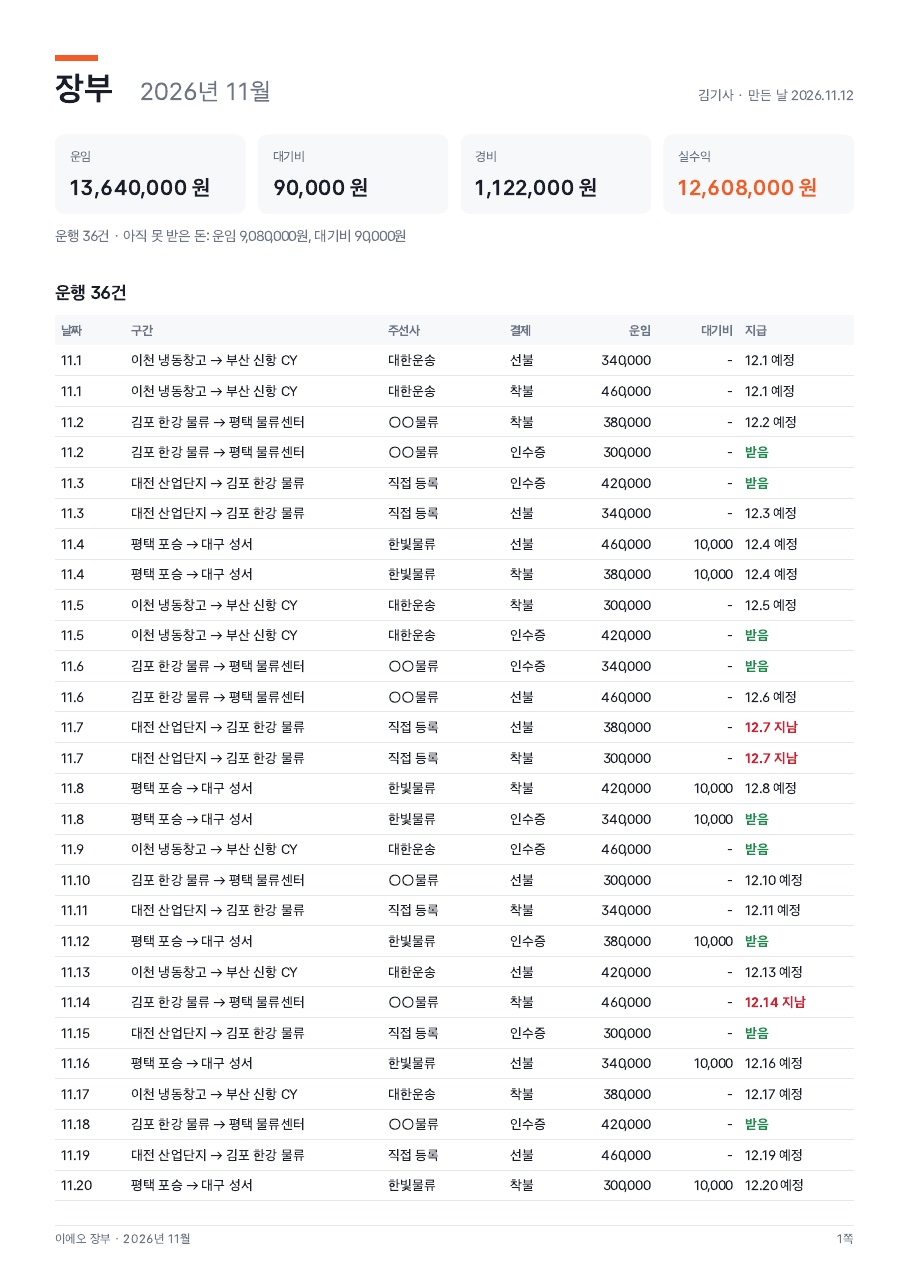 장부 2026년 11월
김기사 · 만든 날 2026.11.12
운임 대기비 경비 실수익
13,640,000 원 90,000 원 1,122,000 원 12,608,000 원
운행 36건 · 아직 못 받은 돈: 운임 9,080,000원, 대기비 90,000원
운행 36건
날짜 구간 주선사 결제 운임 대기비 지급
11.1 이천 냉동창고 → 부산 신항 CY 대한운송 선불 340,000 - 12.1 예정
11.1 이천 냉동창고 → 부산 신항 CY 대한운송 착불 460,000 - 12.1 예정
11.2 김포 한강 물류 → 평택 물류센터 〇〇물류 착불 380,000 - 12.2 예정
11.2 김포 한강 물류 → 평택 물류센터 〇〇물류 인수증 300,000 - 받음
11.3 대전 산업단지 → 김포 한강 물류 직접 등록 인수증 420,000 - 받음
11.3 대전 산업단지 → 김포 한강 물류 직접 등록 선불 340,000 - 12.3 예정
11.4 평택 포승 → 대구 성서 한빛물류 선불 460,000 10,000 12.4 예정
11.4 평택 포승 → 대구 성서 한빛물류 착불 380,000 10,000 12.4 예정
11.5 이천 냉동창고 → 부산 신항 CY 대한운송 착불 300,000 - 12.5 예정
11.5 이천 냉동창고 → 부산 신항 CY 대한운송 인수증 420,000 - 받음
11.6 김포 한강 물류 → 평택 물류센터 〇〇물류 인수증 340,000 - 받음
11.6 김포 한강 물류 → 평택 물류센터 〇〇물류 선불 460,000 - 12.6 예정
11.7 대전 산업단지 → 김포 한강 물류 직접 등록 선불 380,000 - 12.7 지남
11.7 대전 산업단지 → 김포 한강 물류 직접 등록 착불 300,000 - 12.7 지남
11.8 평택 포승 → 대구 성서 한빛물류 착불 420,000 10,000 12.8 예정
11.8 평택 포승 → 대구 성서 한빛물류 인수증 340,000 10,000 받음
11.9 이천 냉동창고 → 부산 신항 CY 대한운송 인수증 460,000 - 받음
11.10 김포 한강 물류 → 평택 물류센터 〇〇물류 선불 300,000 - 12.10 예정
11.11 대전 산업단지 → 김포 한강 물류 직접 등록 착불 340,000 - 12.11 예정
11.12 평택 포승 → 대구 성서 한빛물류 인수증 380,000 10,000 받음
11.13 이천 냉동창고 → 부산 신항 CY 대한운송 선불 420,000 - 12.13 예정
11.14 김포 한강 물류 → 평택 물류센터 〇〇물류 착불 460,000 - 12.14 지남
11.15 대전 산업단지 → 김포 한강 물류 직접 등록 인수증 300,000 - 받음
11.16 평택 포승 → 대구 성서 한빛물류 선불 340,000 10,000 12.16 예정
11.17 이천 냉동창고 → 부산 신항 CY 대한운송 착불 380,000 - 12.17 예정
11.18 김포 한강 물류 → 평택 물류센터 〇〇물류 인수증 420,000 - 받음
11.19 대전 산업단지 → 김포 한강 물류 직접 등록 선불 460,000 - 12.19 예정
11.20 평택 포승 → 대구 성서 한빛물류 착불 300,000 10,000 12.20 예정
이에오 장부 · 2026년 11월 1쪽